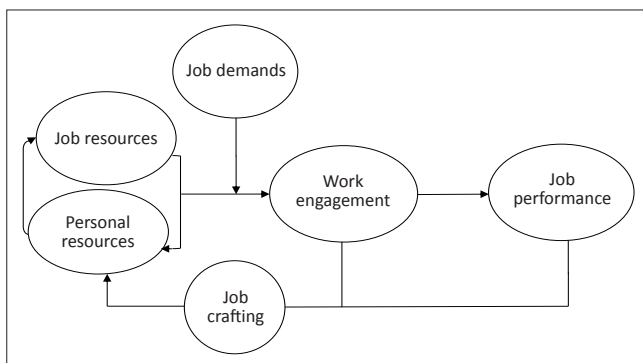 Job demands
Job resources
Personal
resources
Work
engagement
Job
performance
Job
crafting